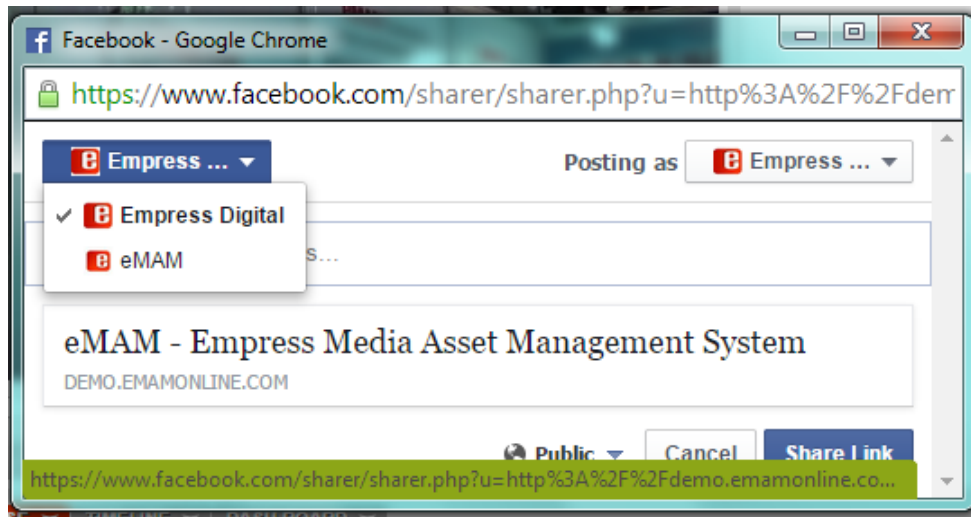 Facebook - Google Chrome
https://www.facebook.com/sharer/sharer.php?u=http%3A%2F%2Fdem
Empress ...
Posting as
Empress ...
Empress Digital
eMAM
s...
eMAM - Empress Media Asset Management System
DEMO.EMAMONLINE.COM
Public
Cancel
Share Link
https://www.facebook.com/sharer/sharer.php?u=http%3A%2F%2Fdemo.emamonline.co...
TIMELINE
DASHBOARD